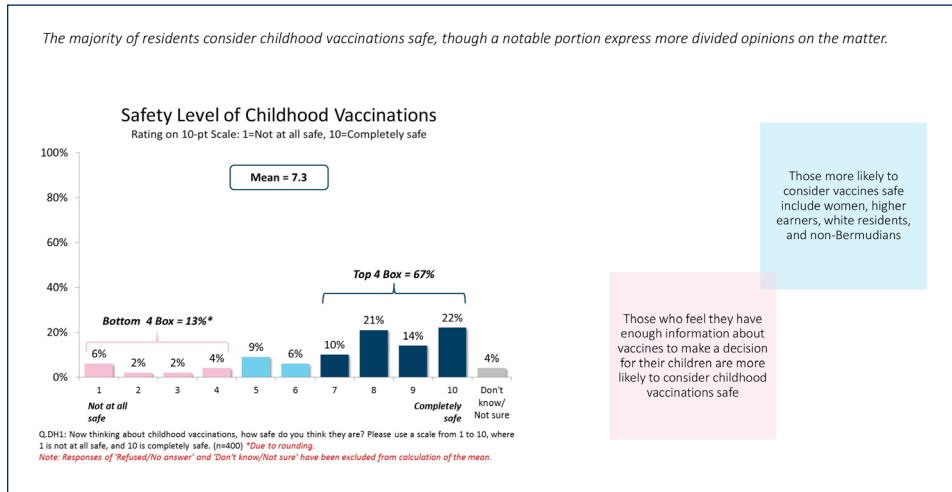 The majority of residents consider childhood vaccinations safe, though a notable portion express more divided opinions on the matter.
Safety Level of Childhood Vaccinations
Rating on 10-pt Scale: 1=Not at all safe, 10=Completely safe
100%
80%
60%
40%
20%
0%
Mean = 7.3
Bottom 4 Box = 13%*
Top 4 Box = 67%
6%
2%
2%
4%
9%
6%
10%
21%
14%
22%
4%
1
2
3
4
5
6
7
8
9
10
Don't
know/
Not sure
Not at all
safe
Completely
safe
Q.DH1: Now thinking about childhood vaccinations, how safe do you think they are? Please use a scale from 1 to 10, where
1 is not at all safe, and 10 is completely safe. (n=400) *Due to rounding.
Note: Responses of 'Refused/No answer' and 'Don't know/Not sure' have been excluded from calculation of the mean.
Those more likely to
consider vaccines safe
include women, higher
earners, white residents,
and non-Bermudians
Those who feel they have
enough information about
vaccines to make a decision
for their children are more
likely to consider childhood
vaccinations safe